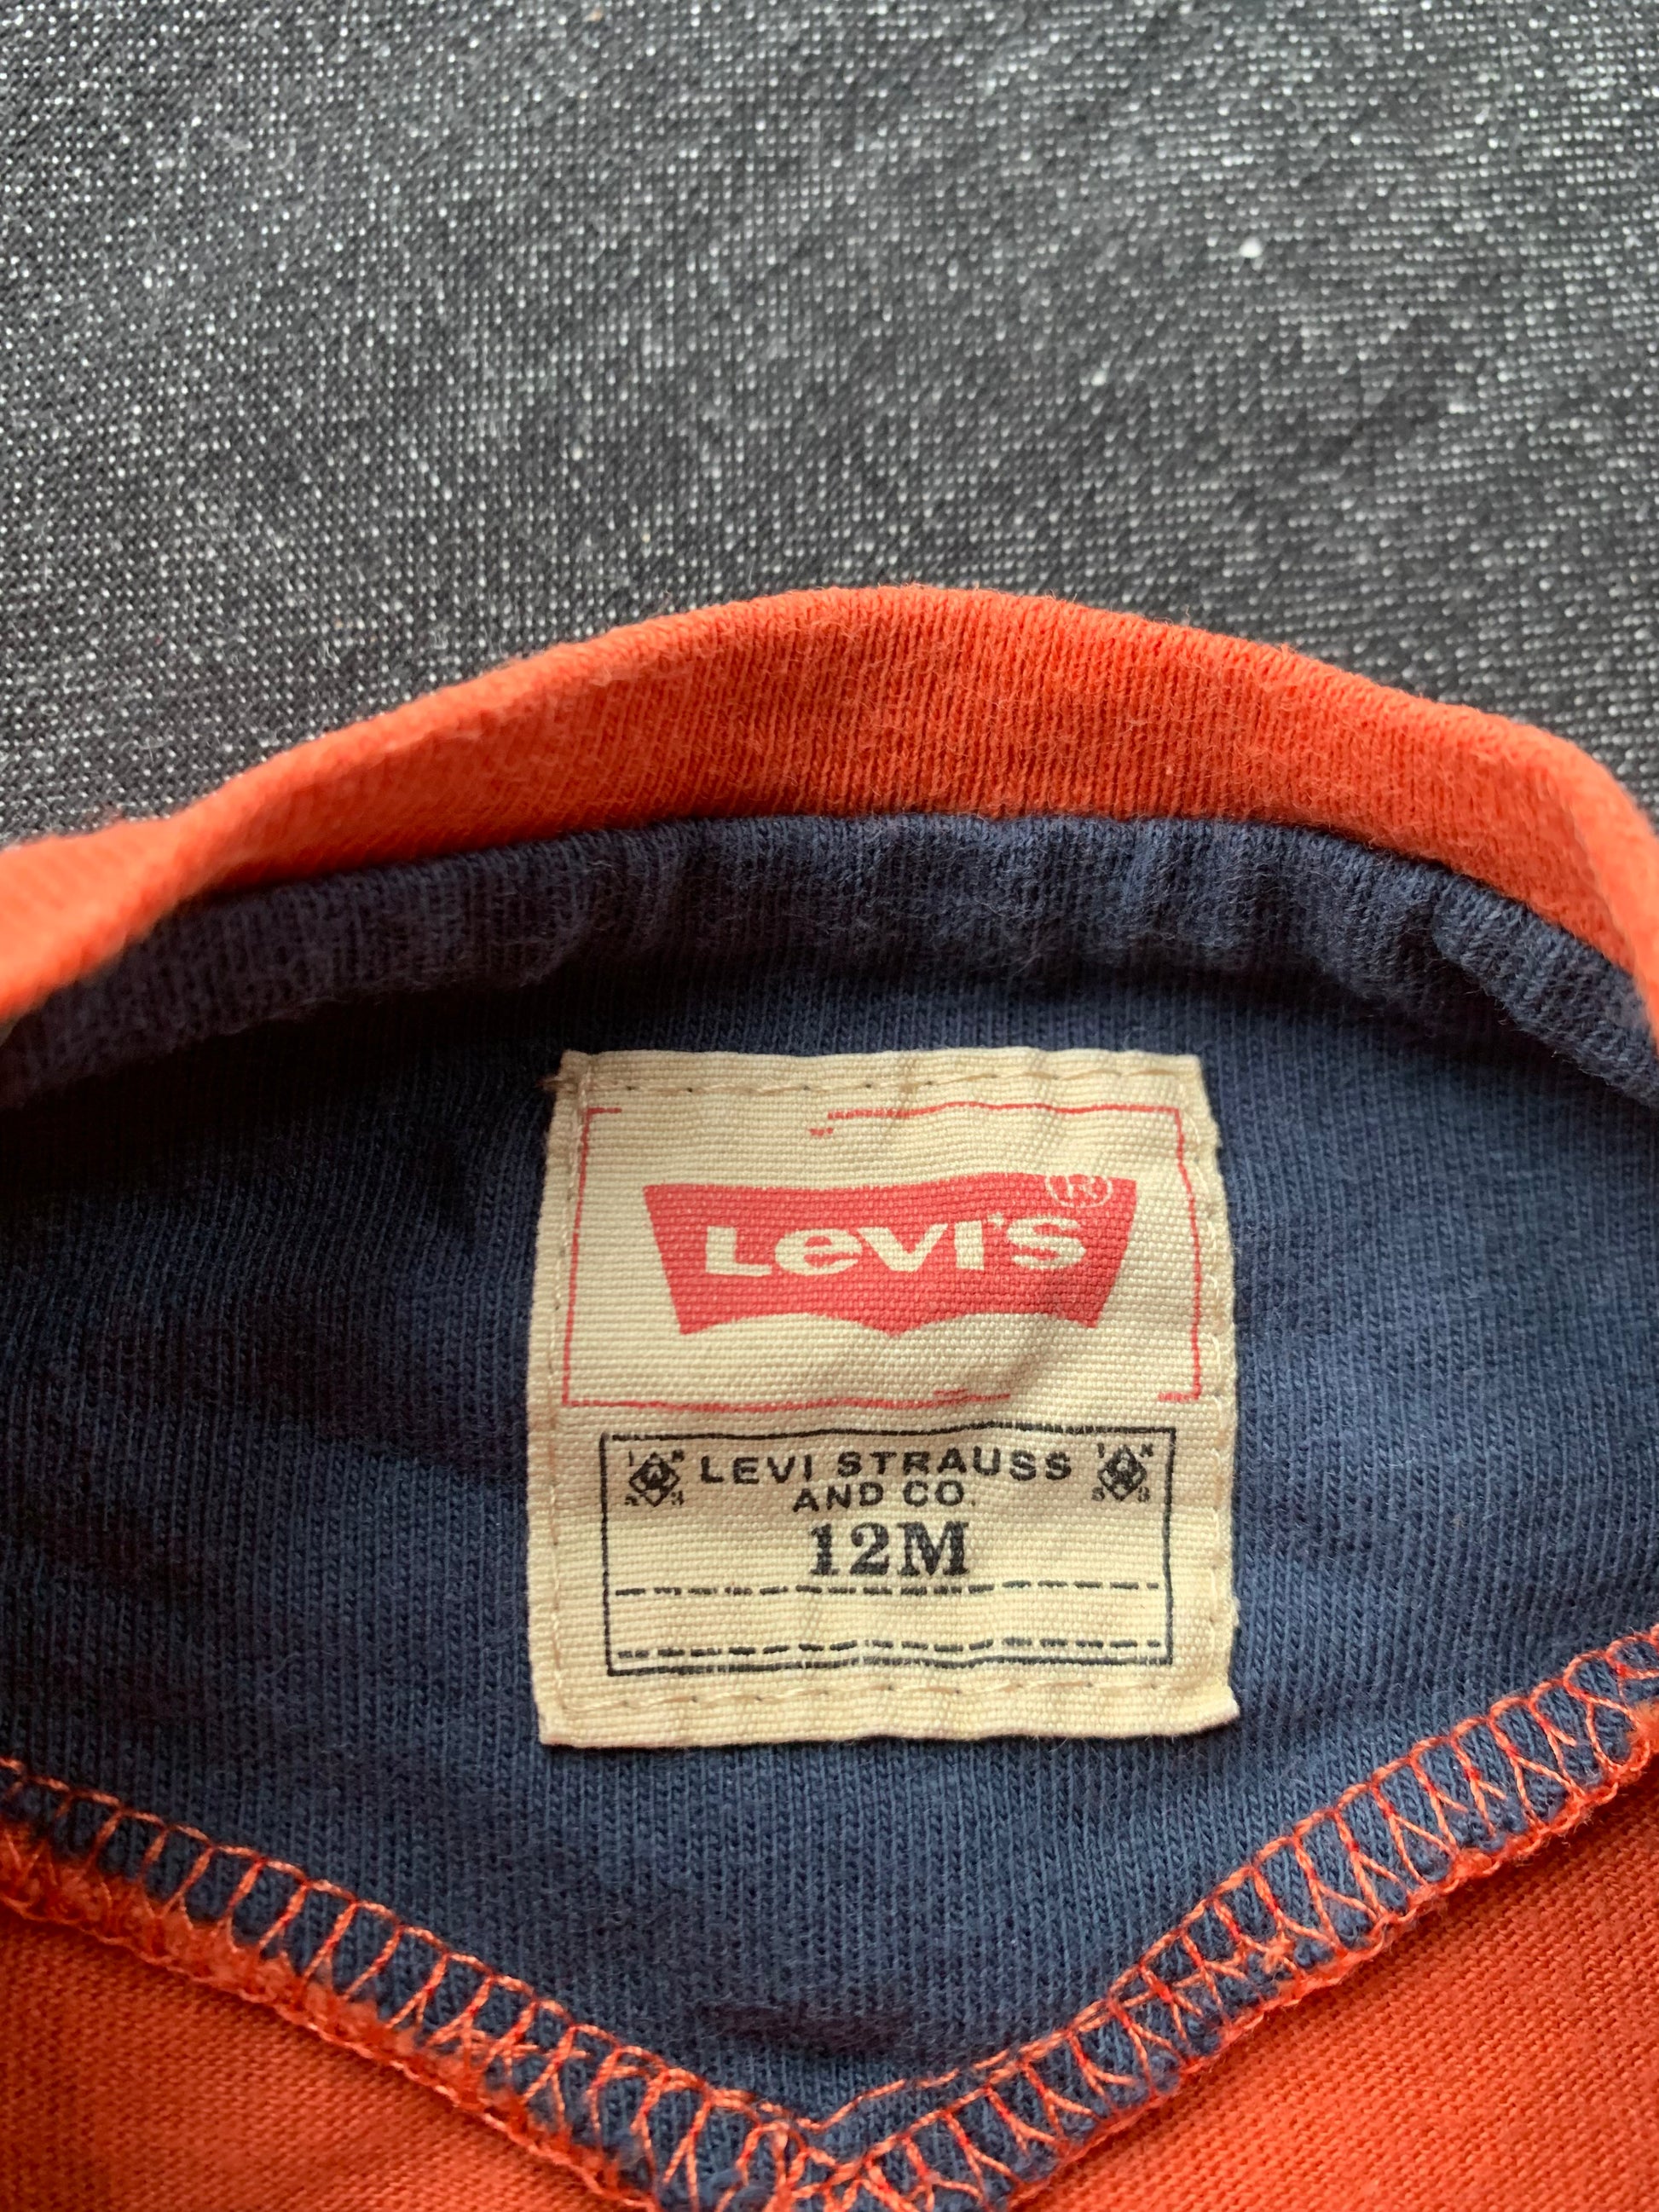 Levi's®
LEVI STRAUSS
AND CO.
12M